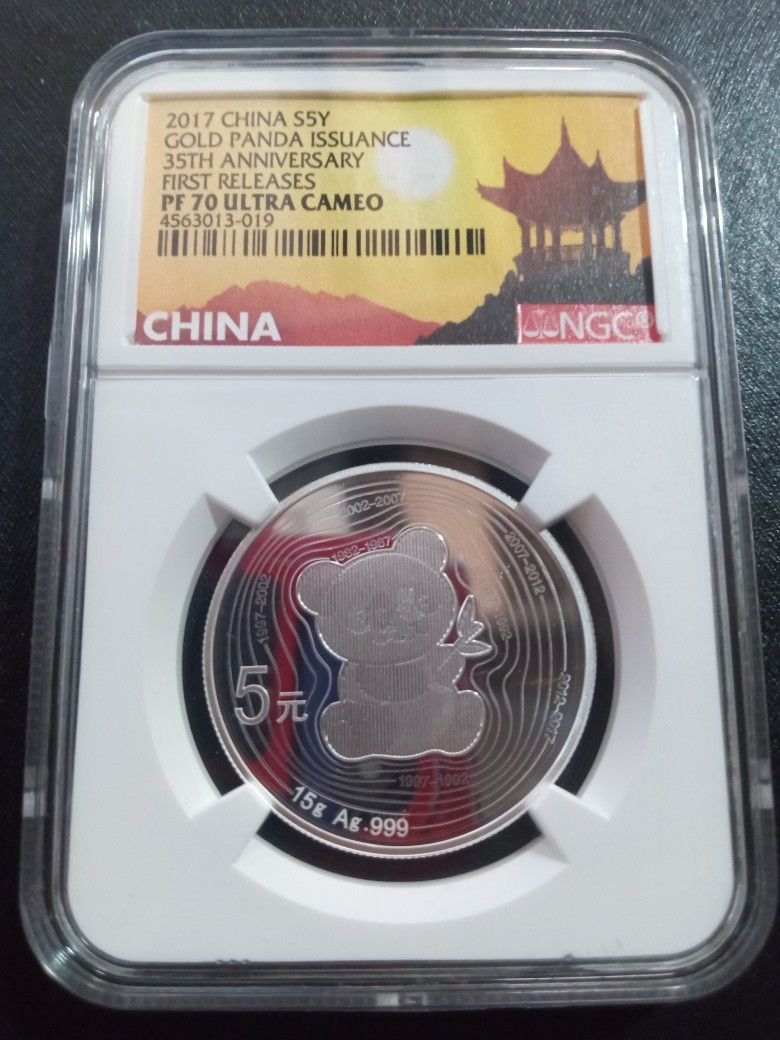 2017 CHINA S5Y
GOLD PANDA ISSUANCE
35TH ANNIVERSARY
FIRST RELEASES
PF 70 ULTRA CAMEO
4563013-019
CHINA
NGC®
2002-2007
1982-1987
2007-2012
1997-2002
2012-2017
5元
1997-1992
15g Ag.999